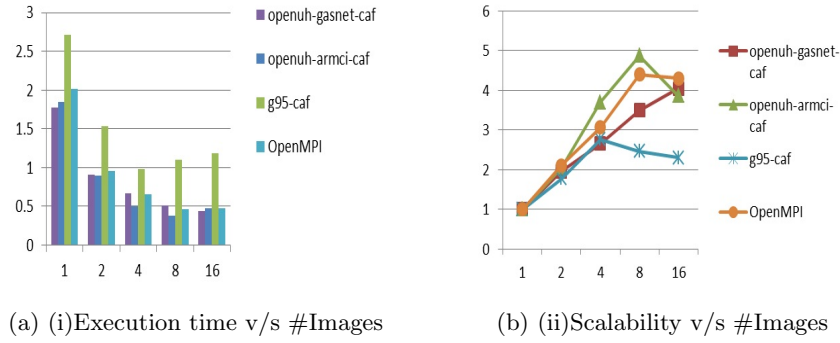 3
2.5
2
1.5
1
0.5
0
1 2 4 8 16
openuh-gasnet-caf
openuh-armci-caf
g95-caf
OpenMPI
(a) (i)Execution time v/s #Images
6
5
4
3
2
1
0
1 2 4 8 16
openuh-gasnet-
caf
openuh-armci-
caf
g95-caf
OpenMPI
(b) (ii)Scalability v/s #Images